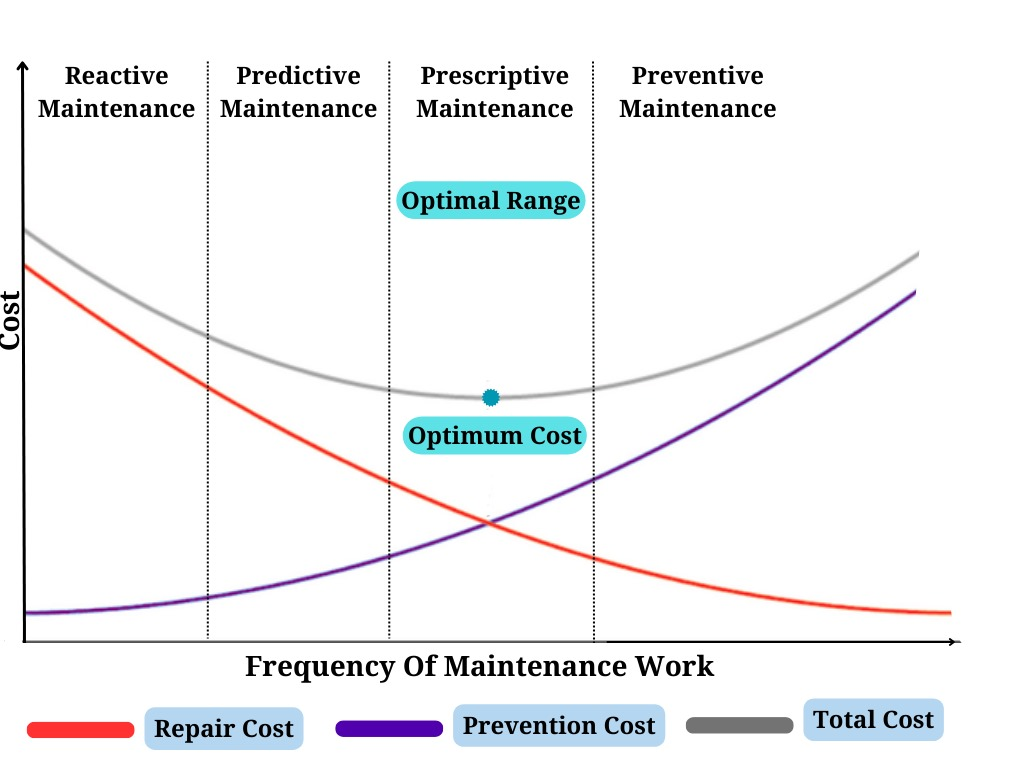 Reactive
Maintenance
Predictive
Maintenance
Prescriptive
Maintenance
Preventive
Maintenance
Optimal Range
Cost
Optimum Cost
Frequency Of Maintenance Work
Repair Cost
Prevention Cost
Total Cost